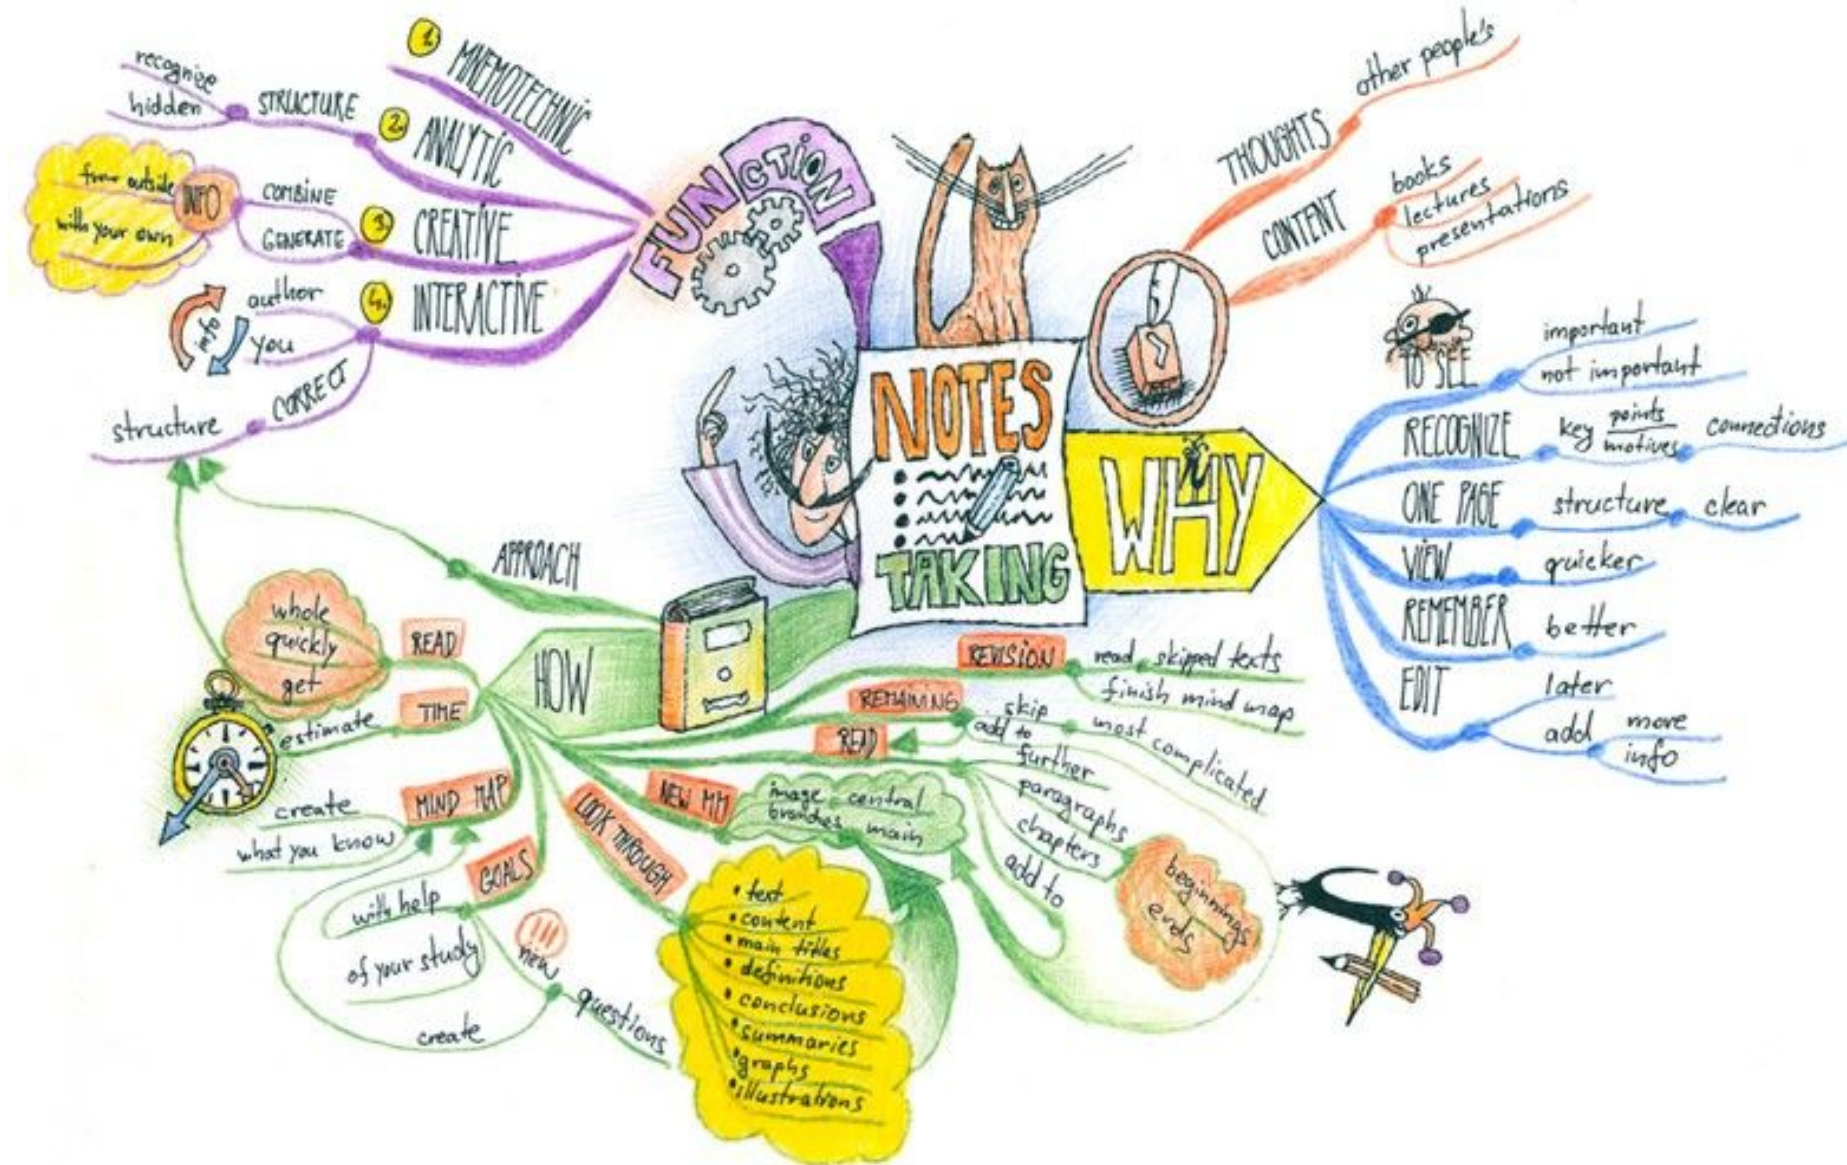 NOTES
TAKING
FUNCTION
1.
MNEMOTECHNIC
2.
ANALYTIC
STRUCTURE
recognize
hidden
3.
CREATIVE
COMBINE
GENERATE
INFO
from outside
with your own
4.
INTERACTIVE
author
you
CORRECT
structure
THOUGHTS
other people's
CONTENT
books
lectures
presentations
WHY
TO SEE
important
not important
RECOGNIZE
key points
motives
connections
ONE PAGE
structure
clear
VIEW
quicker
REMEMBER
better
EDIT
later
add
more
info
HOW
APPROACH
READ
whole
quickly
get
TIME
estimate
MIND MAP
create
what you know
GOALS
with help
of your study
new
questions
create
LOOK THROUGH
• text
• content
• main titles
• definitions
• conclusions
• summaries
• graphs
• illustrations
NEW MM
image central
branches main
READ
further
paragraphs
chapters
add to
beginnings
ends
REMAINING
skip
most complicated
add to
REVISION
read skipped texts
finish mind map